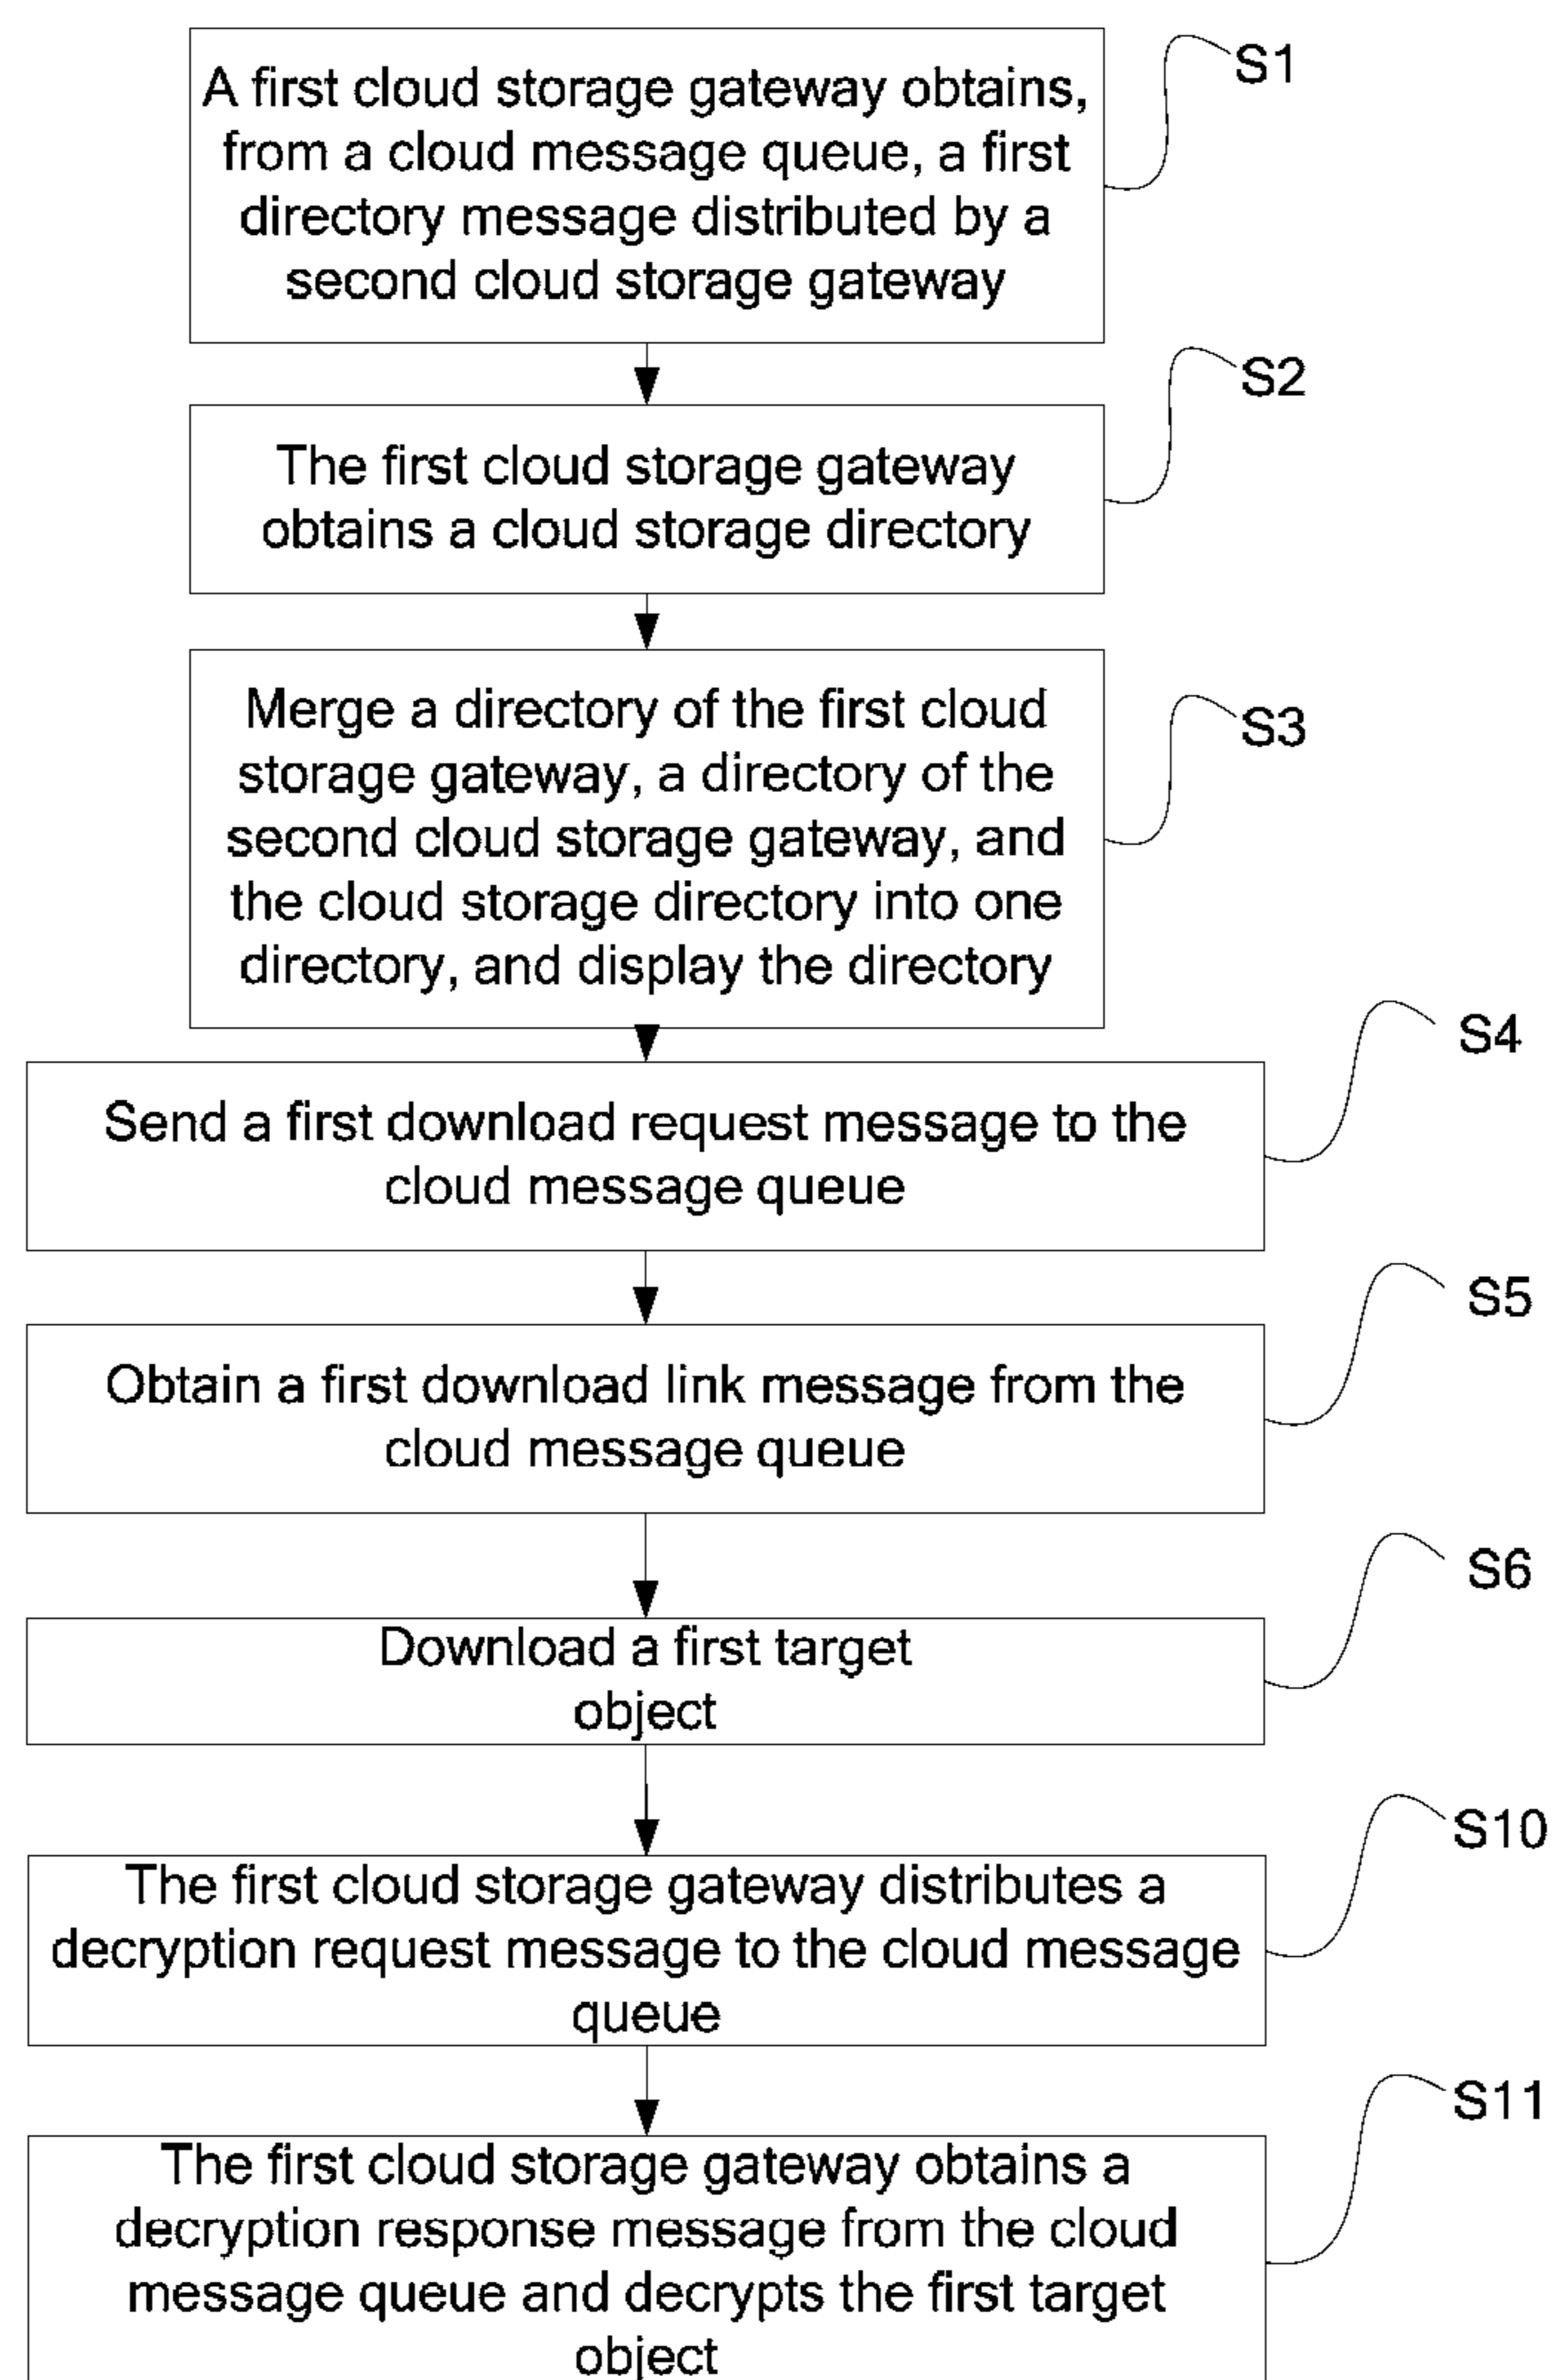 A first cloud storage gateway obtains,
from a cloud message queue, a first
directory message distributed by a
second cloud storage gateway
S1
The first cloud storage gateway
obtains a cloud storage directory
S2
Merge a directory of the first cloud
storage gateway, a directory of the
second cloud storage gateway, and
the cloud storage directory into one
directory, and display the directory
S3
Send a first download request message to the
cloud message queue
S4
Obtain a first download link message from the
cloud message queue
S5
Download a first target
object
S6
The first cloud storage gateway distributes a
decryption request message to the cloud message
queue
S10
The first cloud storage gateway obtains a
decryption response message from the cloud
message queue and decrypts the first target
object
S11